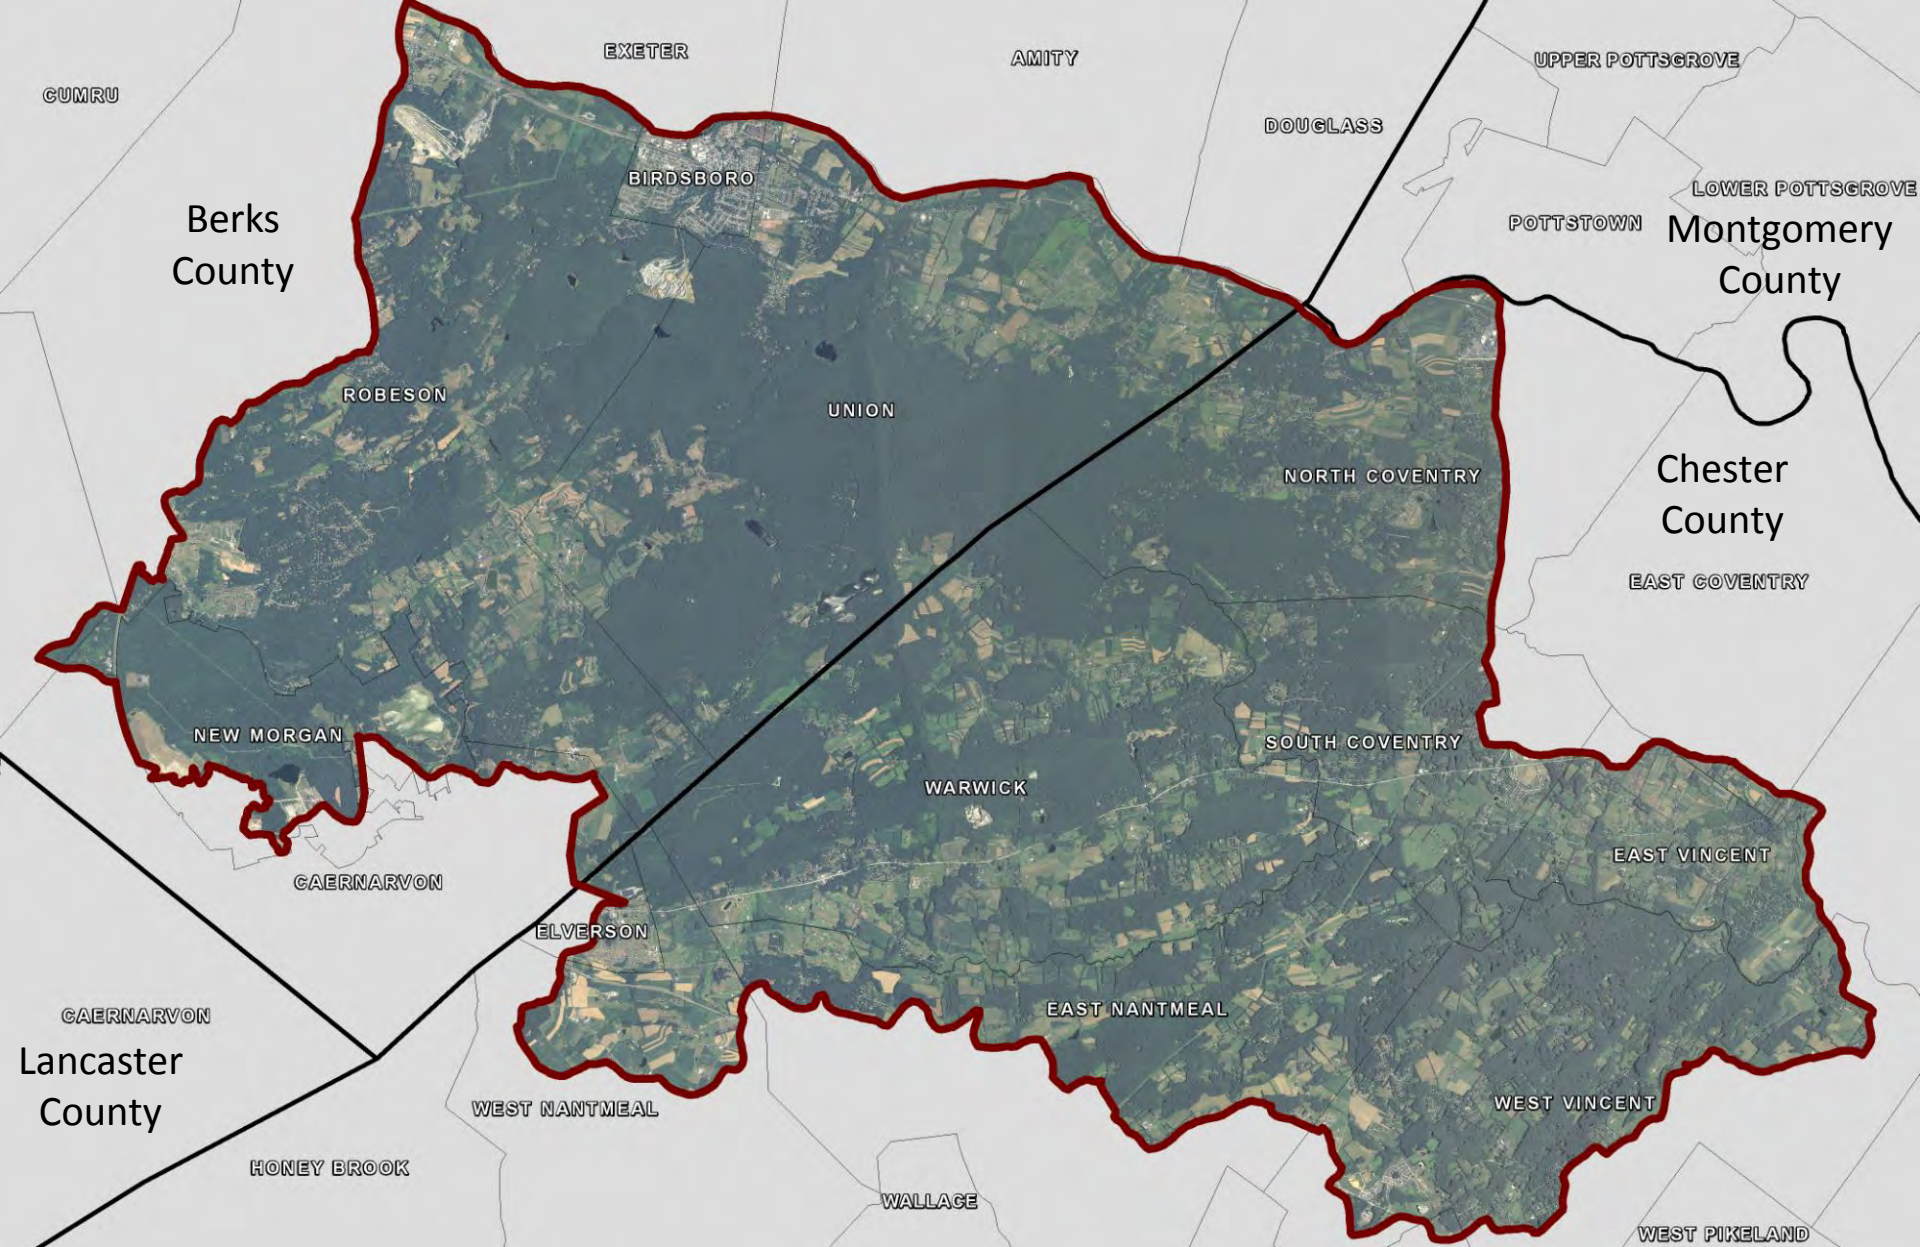 EXETER
AMITY
UPPER POTTSGROVE
CUMRU
DOUGLASS
BIRDSBORO
LOWER POTTSGROVE
Berks
County
POTTSTOWN
Montgomery
County
ROBESON
UNION
NORTH COVENTRY
Chester
County
EAST COVENTRY
NEW MORGAN
SOUTH COVENTRY
WARWICK
EAST VINCENT
CAERNARVON
ELVERSON
CAERNARVON
EAST NANTMEAL
Lancaster
County
WEST NANTMEAL
WEST VINCENT
HONEY BROOK
WALLACE
WEST PIKELAND